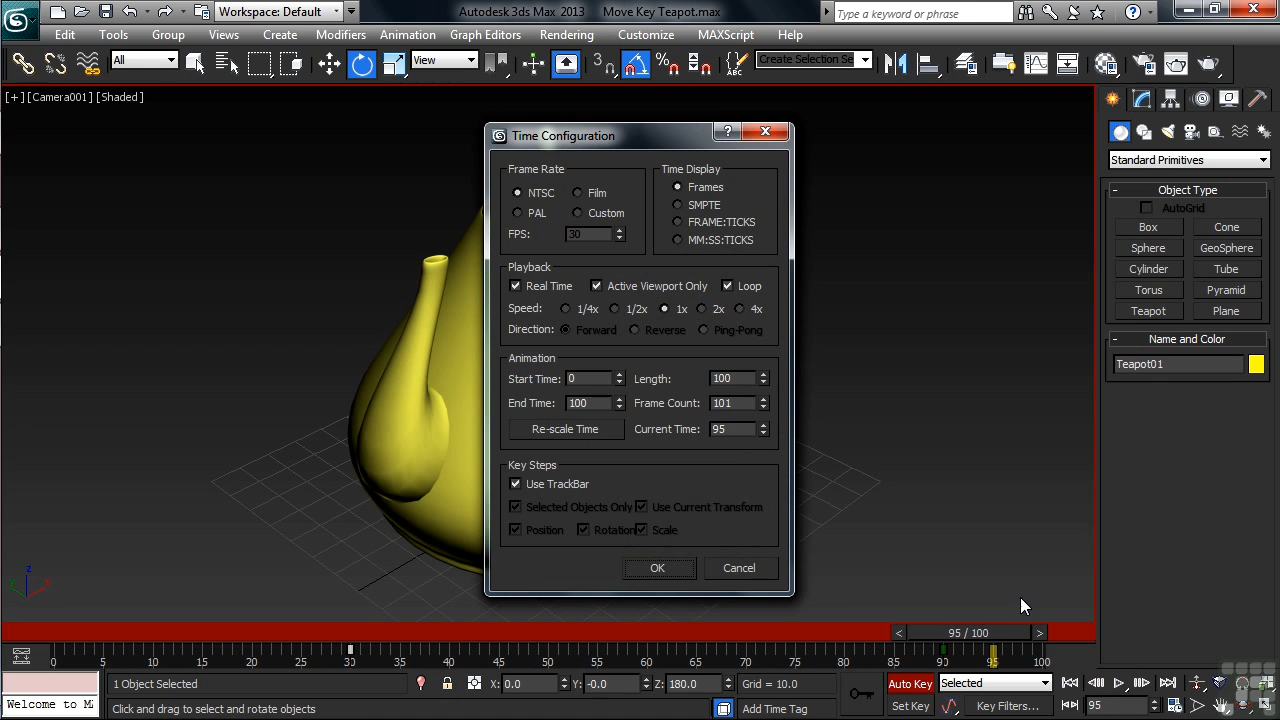 Workspace: Default
Autodesk 3ds Max 2013 Move Key Teapot.max
Type a keyword or phrase
Edit Tools Group Views Create Modifiers Animation Graph Editors Rendering Customize MAXScript Help
All
View
3
Create Selection Se
[+] [Camera001] [Shaded]
Time Configuration
Frame Rate
NTSC Film
PAL Custom
FPS: 30
Time Display
Frames
SMPTE
FRAME:TICKS
MM:SS:TICKS
Playback
Real Time Active Viewport Only Loop
Speed: 1/4x 1/2x 1x 2x 4x
Direction: Forward Reverse Ping-Pong
Animation
Start Time: 0 Length: 100
End Time: 100 Frame Count: 101
Re-scale Time Current Time: 95
Key Steps
Use TrackBar
Selected Objects Only Use Current Transform
Position Rotation Scale
OK Cancel
Standard Primitives
- Object Type
AutoGrid
Box Cone
Sphere GeoSphere
Cylinder Tube
Torus Pyramid
Teapot Plane
- Name and Color
Teapot01
z
x
y
< 95 / 100 >
0 5 10 15 20 25 30 35 40 45 50 55 60 65 70 75 80 85 90 95 100
1 Object Selected X: 0.0 Y: -0.0 Z: 180.0 Grid = 10.0 Auto Key Selected
Welcome to M Click and drag to select and rotate objects Add Time Tag Set Key Key Filters... 95